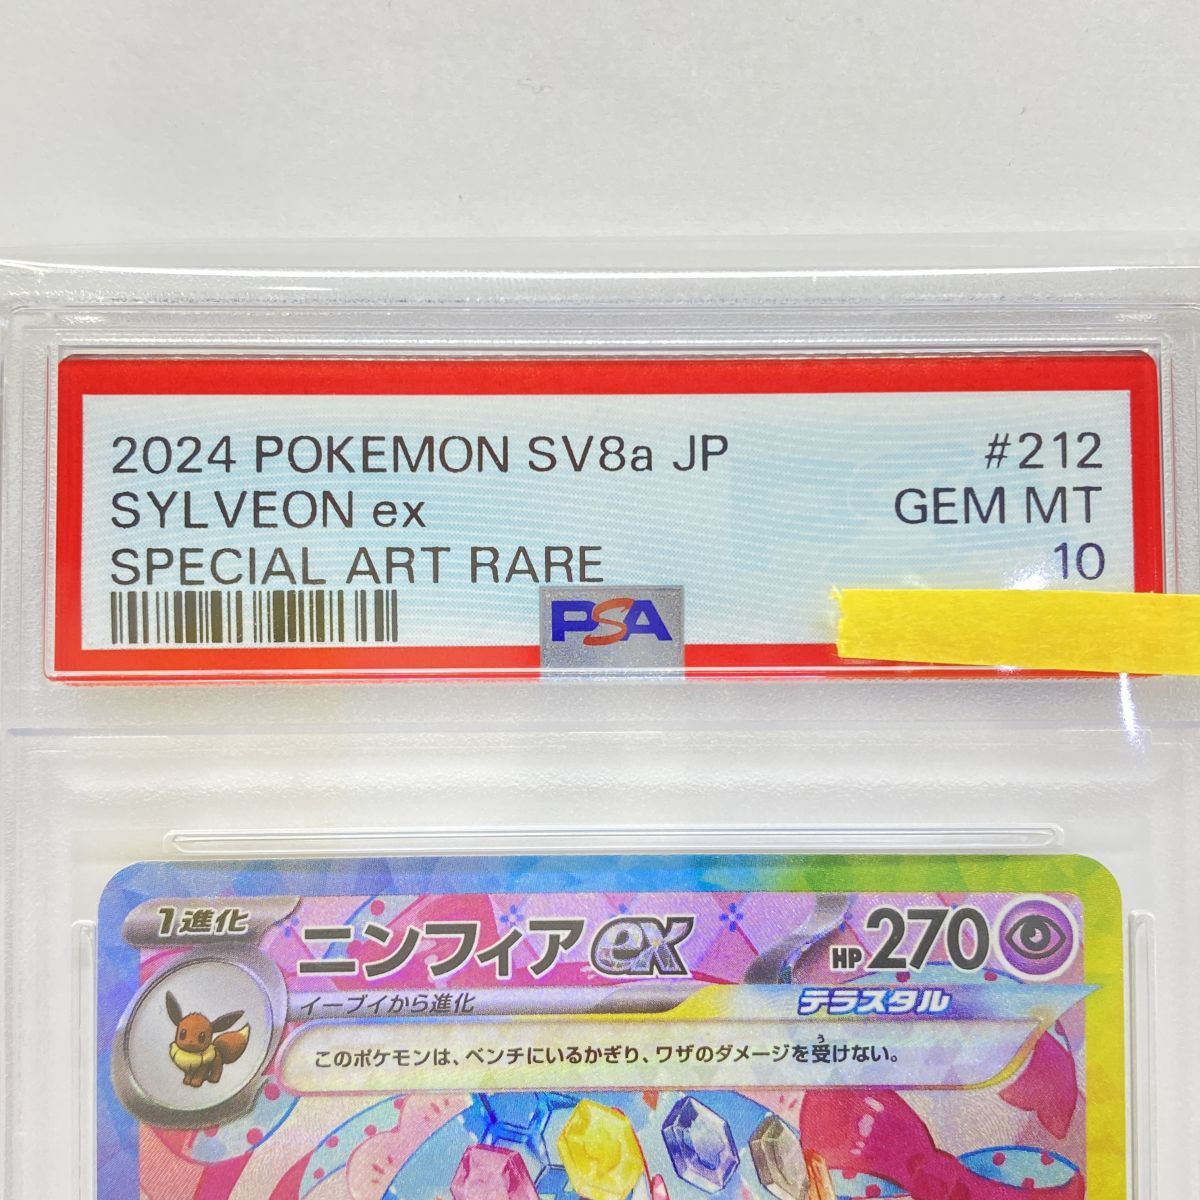 2024 POKEMON SV8a JP #212
SYLVEON ex GEM MT
SPECIAL ART RARE 10
PSA
1進化 ニンフィアex HP 270
イーブイから進化 テラスタル
このポケモンは、ベンチにいるかぎり、ワザのダメージを受けない。
う